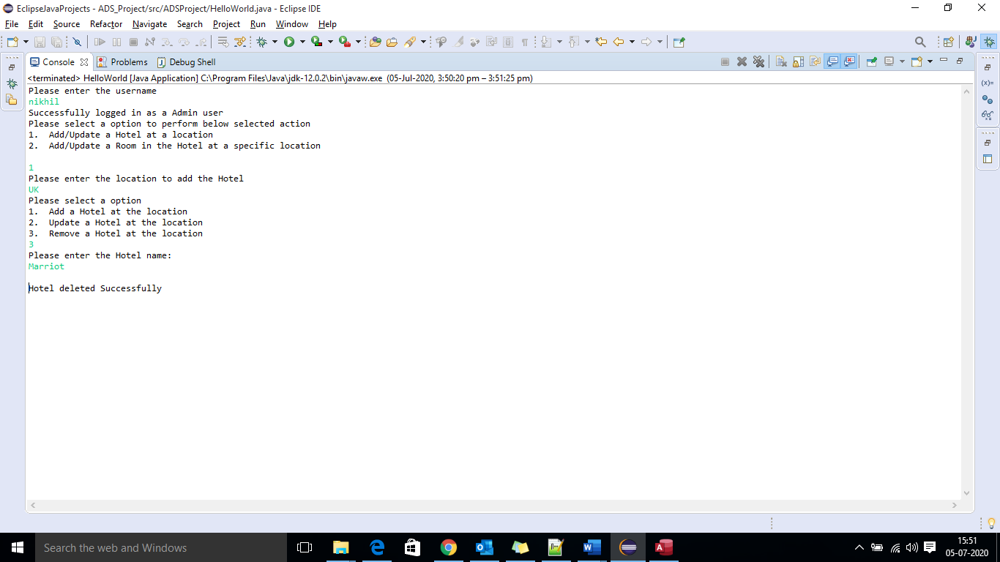 EclipseJavaProjects - ADS_Project/src/ADSProject/HelloWorld.java - Eclipse IDE
File Edit Source Refactor Navigate Search Project Run Window Help
Console Problems Debug Shell
<terminated> HelloWorld [Java Application] C:\Program Files\Java\jdk-12.0.2\bin\javaw.exe (05-Jul-2020, 3:50:20 pm – 3:51:25 pm)
Please enter the username
nikhil
Successfully logged in as a Admin user
Please select a option to perform below selected action
1. Add/Update a Hotel at a location
2. Add/Update a Room in the Hotel at a specific location
1
Please enter the location to add the Hotel
UK
Please select a option
1. Add a Hotel at the location
2. Update a Hotel at the location
3. Remove a Hotel at the location
3
Please enter the Hotel name:
Marriot
Hotel deleted Successfully
Search the web and Windows
15:51
05-07-2020